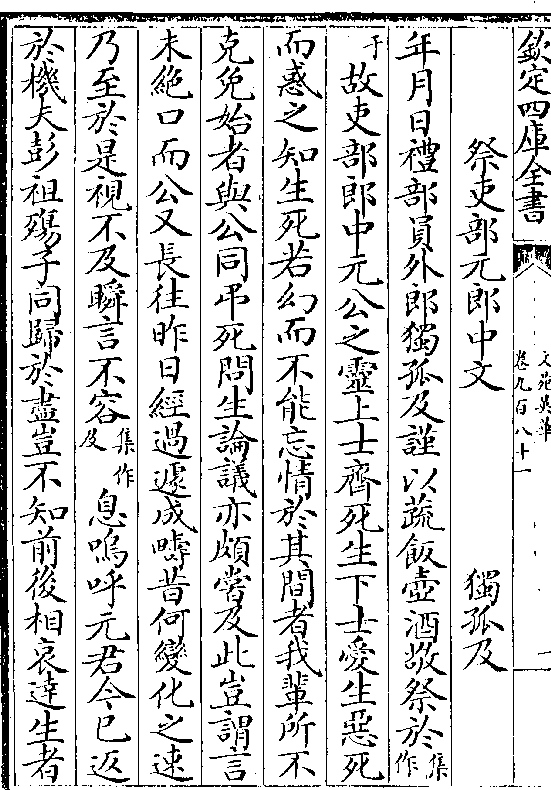 欽定四庫全書
文苑英華
卷九百八十一
一
祭吏部元郎中文　獨孤及
年月日禮部員外郎獨孤及謹以蔬飯壺酒敬祭於集作
于故吏部郎中元公之靈上士齊死生下士愛生惡死
而惑之知生死若幻而不能忘情於其間者我輩所不
克免始者與公同弔死問生論議亦頗嘗及此豈謂言
未絶口而公又長往昨日經過遽成疇昔何變化之速
乃至於是視不及瞬言不容集作及息嗚呼元君今已返
於機夫彭祖殤子同歸於盡豈不知前後相哀達生者